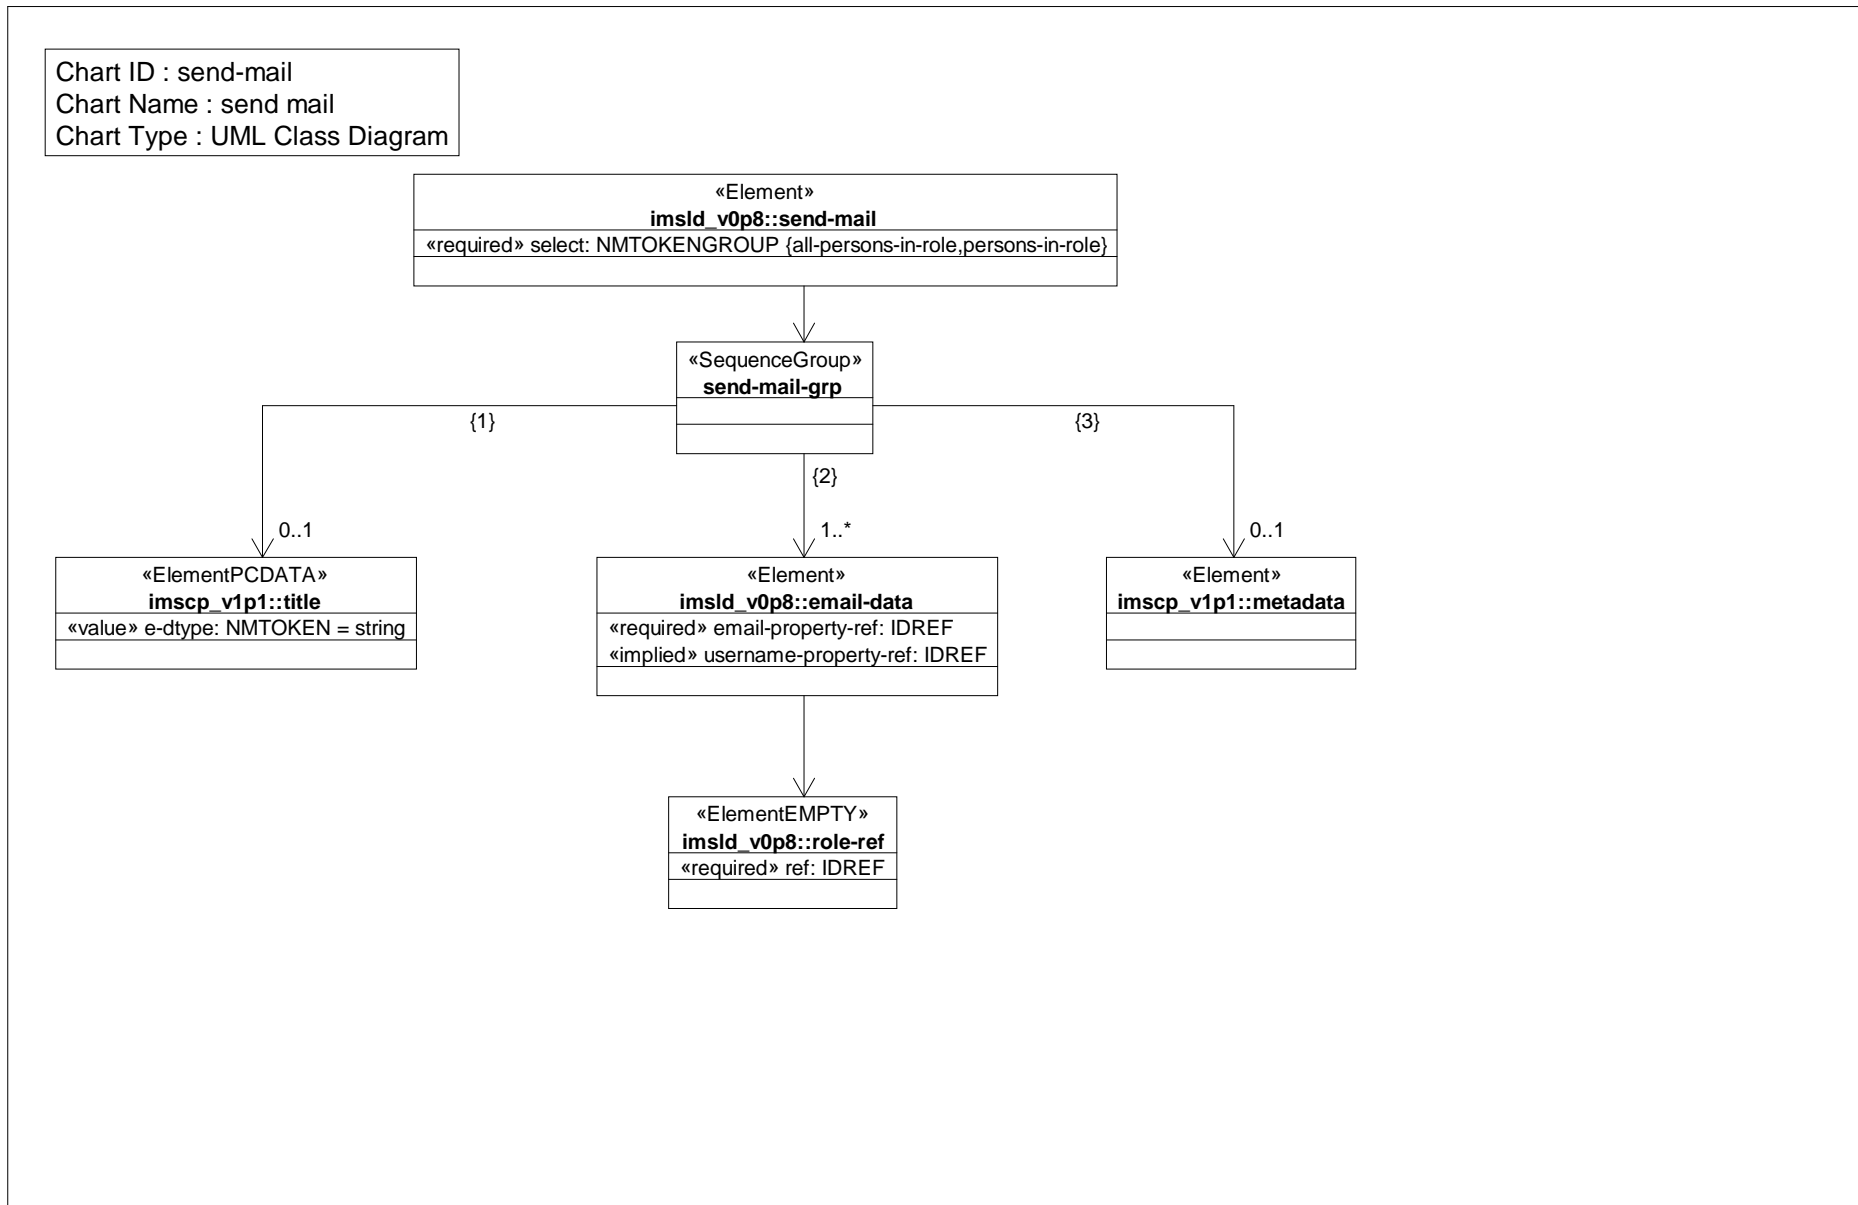 Chart ID : send-mail
Chart Name : send mail
Chart Type : UML Class Diagram
«Element»
imsld_v0p8::send-mail
«required» select: NMTOKENGROUP {all-persons-in-role,persons-in-role}
«SequenceGroup»
send-mail-grp
{1}
{3}
{2}
0..1
1..*
0..1
«ElementPCDATA»
imscp_v1p1::title
«value» e-dtype: NMTOKEN = string
«Element»
imsld_v0p8::email-data
«required» email-property-ref: IDREF
«implied» username-property-ref: IDREF
«Element»
imscp_v1p1::metadata
«ElementEMPTY»
imsld_v0p8::role-ref
«required» ref: IDREF